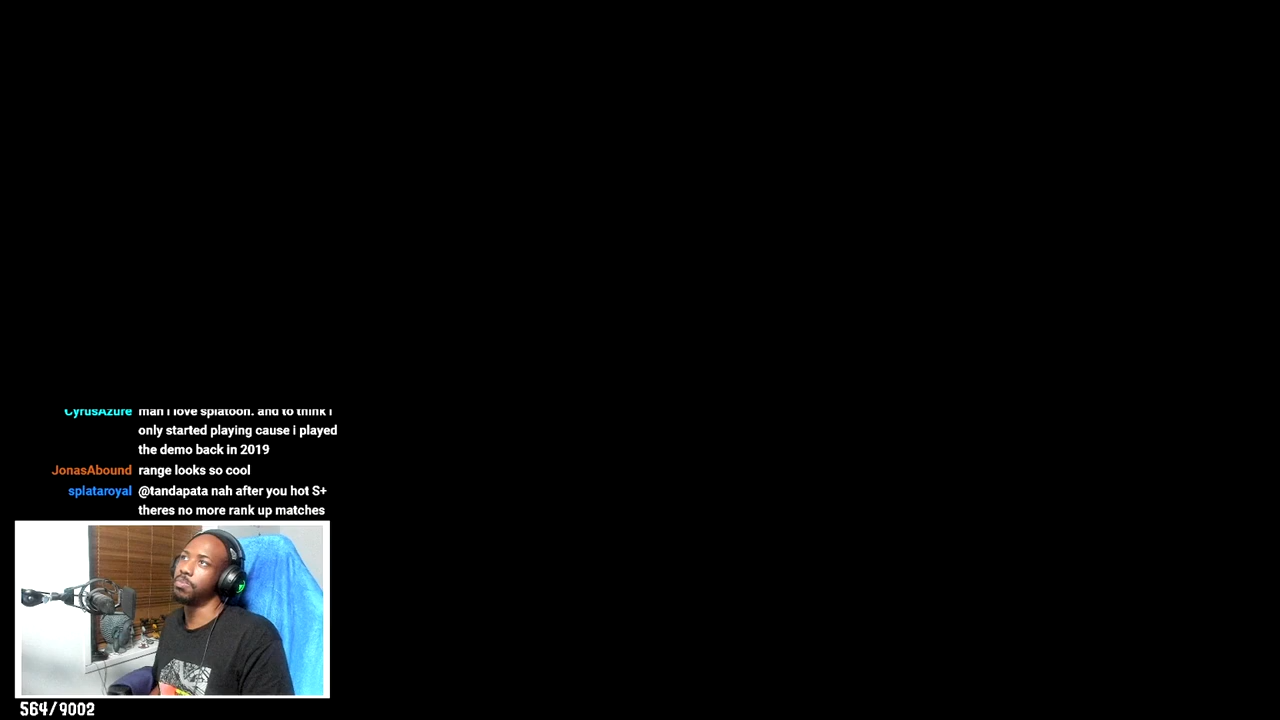 CyrusAzure man i love splatoon. and to think i
only started playing cause i played
the demo back in 2019
JonasAbound range looks so cool
splataroyal @tandapata nah after you hot S+
theres no more rank up matches
564/9002